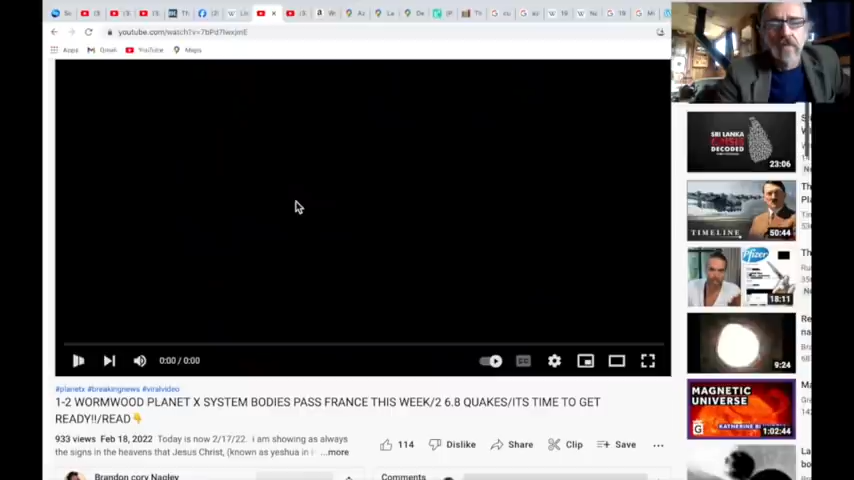 youtube.com/watch?v=7bPd7lwxjmE
Apps Gmail YouTube Maps
SRI LANKA
CRISIS
DECODED
23:06
TIMELINE
50:44
Pfizer
18:11
9:24
MAGNETIC
UNIVERSE
1:02:44
0:00 / 0:00
#planetx #breakingnews #viralvideo
1-2 WORMWOOD PLANET X SYSTEM BODIES PASS FRANCE THIS WEEK/2 6.8 QUAKES/ITS TIME TO GET
READY!!/READ👇
933 views Feb 18, 2022 Today is now 2/17/22. i am showing as always
the signs in the heavens that Jesus Christ, (known as yeshua in ...more
114 Dislike Share Clip Save
Brandon cory Nagley
Comments